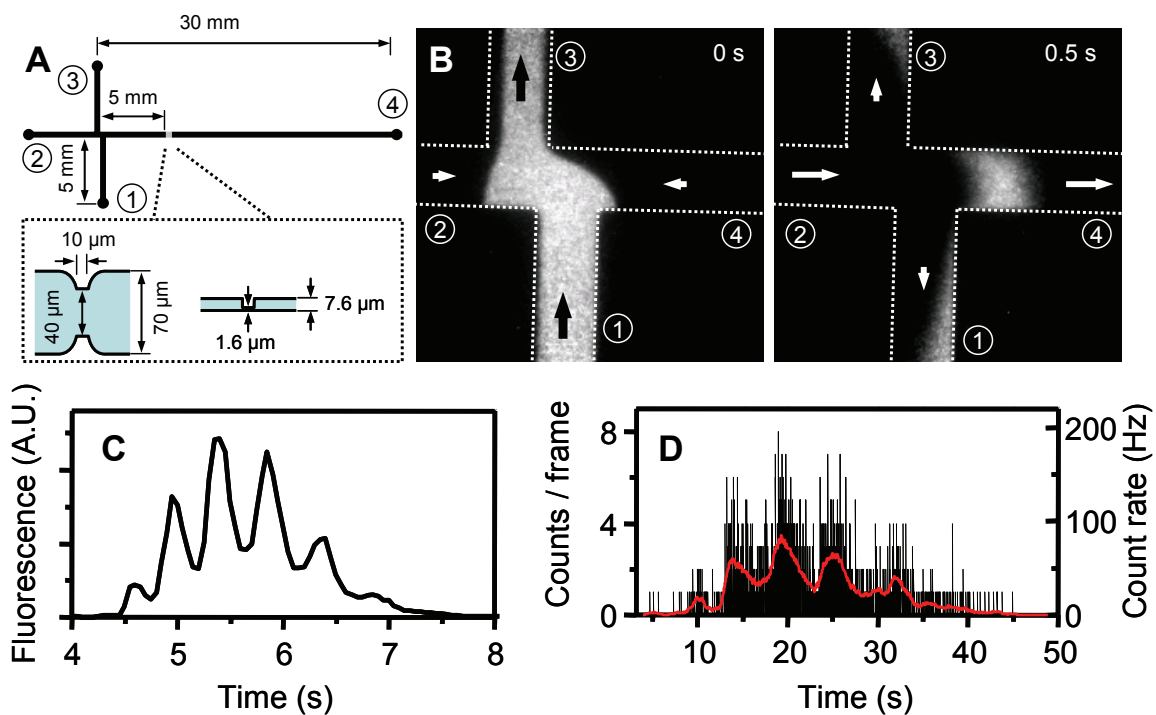 A
30 mm
③
5 mm
④
②
5 mm
①
10 µm
40 µm
70 µm
7.6 µm
1.6 µm
B
③
0 s
②
④
①
③
0.5 s
②
④
①
C
Fluorescence (A.U.)
4 5 6 7 8
Time (s)
D
Counts / frame
8
4
0
200
100
0
Count rate (Hz)
10 20 30 40 50
Time (s)